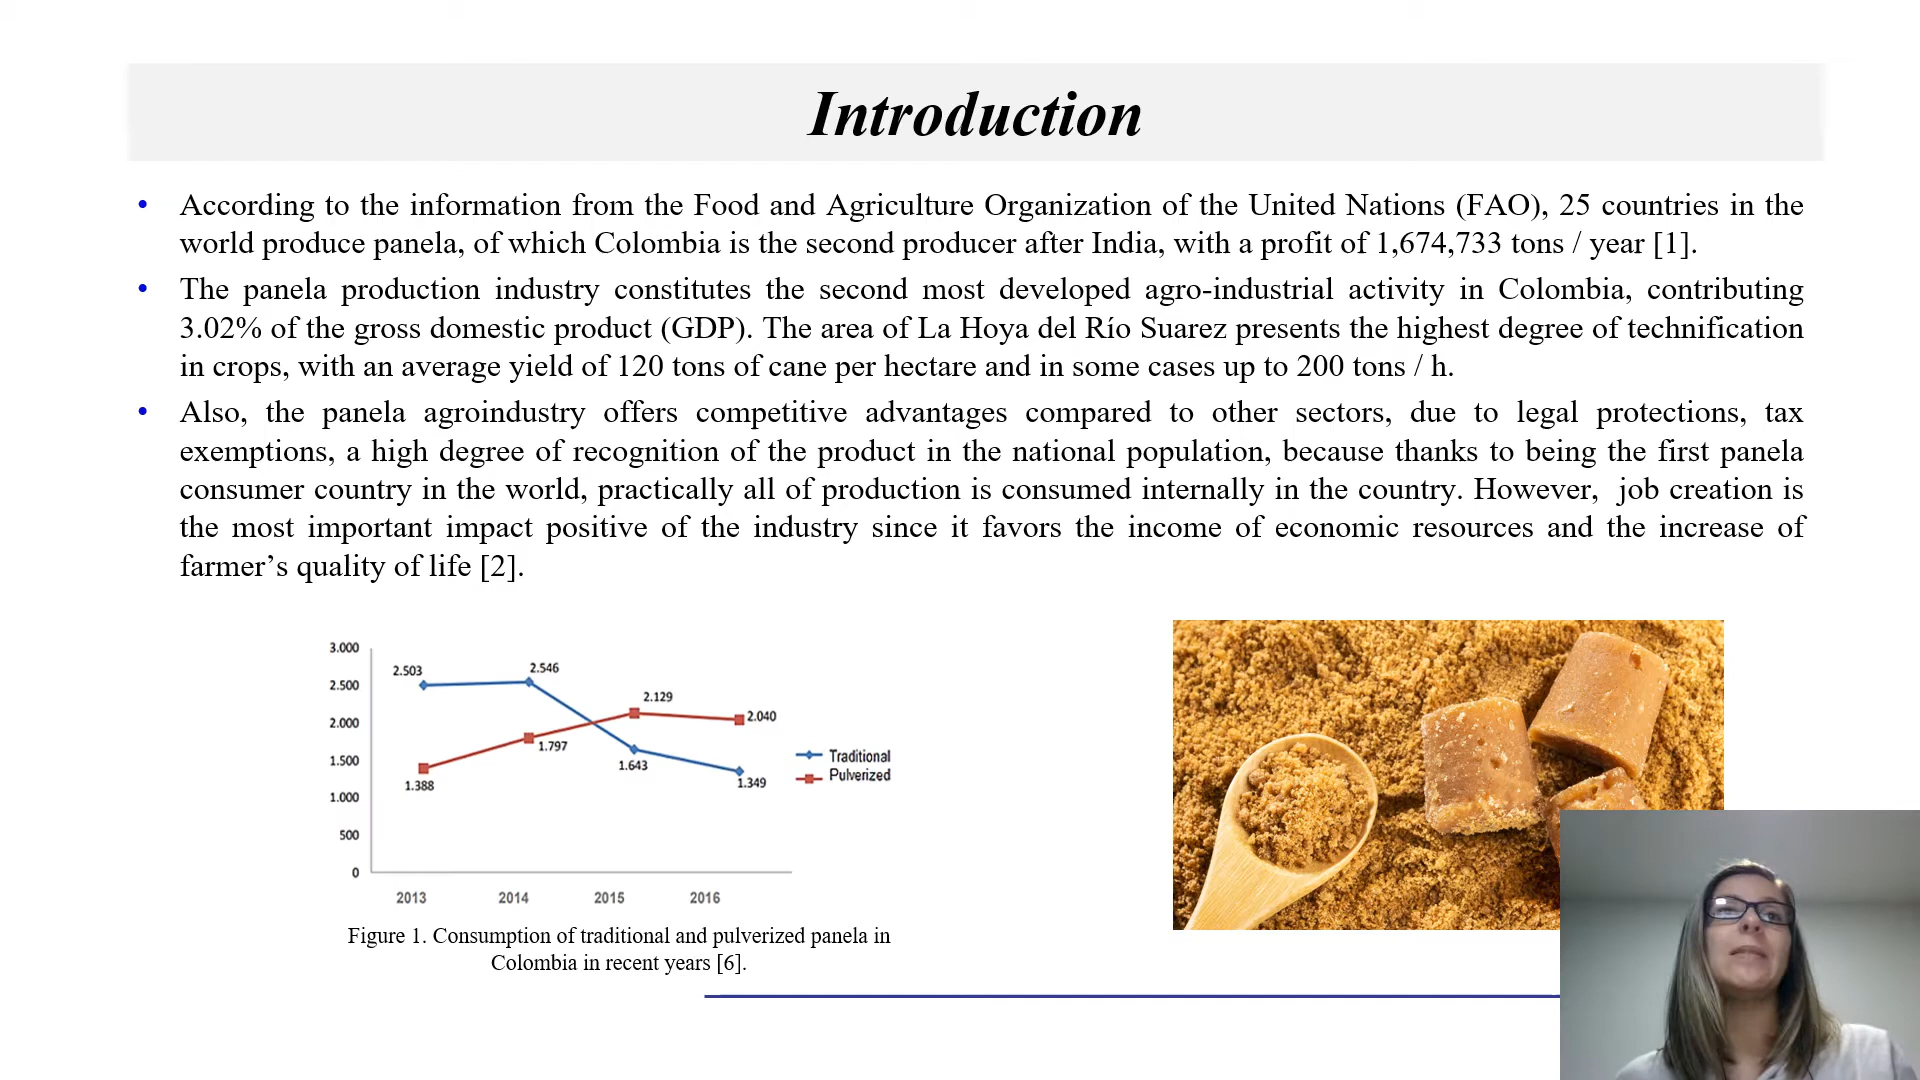 Introduction
• According to the information from the Food and Agriculture Organization of the United Nations (FAO), 25 countries in the
world produce panela, of which Colombia is the second producer after India, with a profit of 1,674,733 tons / year [1].
• The panela production industry constitutes the second most developed agro-industrial activity in Colombia, contributing
3.02% of the gross domestic product (GDP). The area of La Hoya del Río Suarez presents the highest degree of technification
in crops, with an average yield of 120 tons of cane per hectare and in some cases up to 200 tons / h.
• Also, the panela agroindustry offers competitive advantages compared to other sectors, due to legal protections, tax
exemptions, a high degree of recognition of the product in the national population, because thanks to being the first panela
consumer country in the world, practically all of production is consumed internally in the country. However, job creation is
the most important impact positive of the industry since it favors the income of economic resources and the increase of
farmer’s quality of life [2].
3.000
2.500
2.000
1.500
1.000
500
0
2.503
2.546
1.643
1.349
1.388
1.797
2.129
2.040
Traditional
Pulverized
2013 2014 2015 2016
Figure 1. Consumption of traditional and pulverized panela in
Colombia in recent years [6].